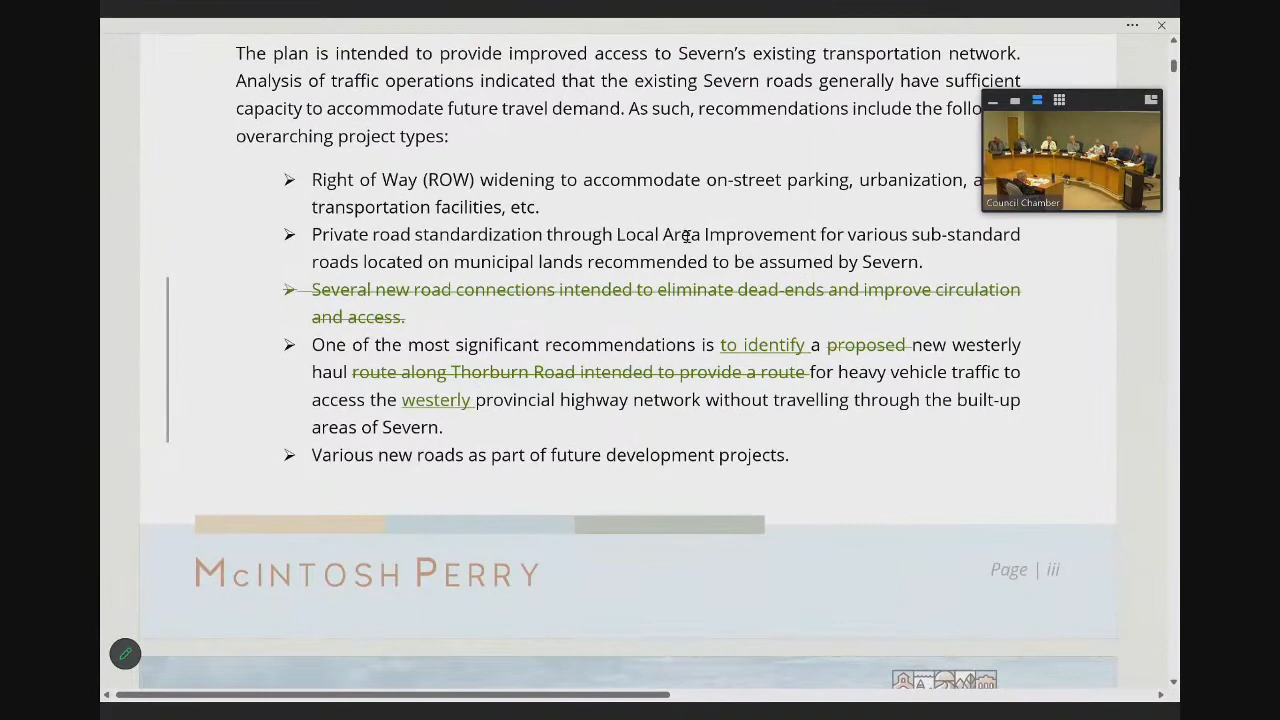 The plan is intended to provide improved access to Severn's existing transportation network.
Analysis of traffic operations indicated that the existing Severn roads generally have sufficient
capacity to accommodate future travel demand. As such, recommendations include the
overarching project types:
➢ Right of Way (ROW) widening to accommodate on-street parking, urbanization,
transportation facilities, etc.
➢ Private road standardization through Local Area Improvement for various sub-standard
roads located on municipal lands recommended to be assumed by Severn.
➢ Several new road connections intended to eliminate dead-ends and improve circulation
and access.
➢ One of the most significant recommendations is to identify a proposed new westerly
haul route along Thorburn Road intended to provide a route for heavy vehicle traffic to
access the westerly provincial highway network without travelling through the built-up
areas of Severn.
➢ Various new roads as part of future development projects.
Council Chamber
McINTOSH PERRY
Page | iii